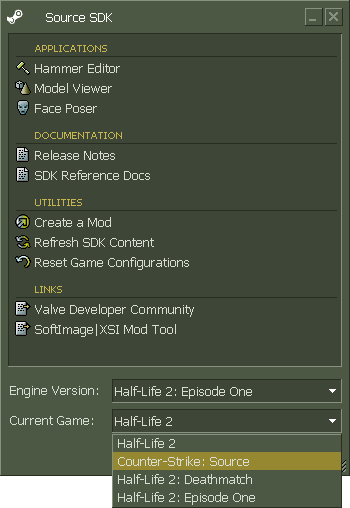 Source SDK
APPLICATIONS
Hammer Editor
Model Viewer
Face Poser
DOCUMENTATION
Release Notes
SDK Reference Docs
UTILITIES
Create a Mod
Refresh SDK Content
Reset Game Configurations
LINKS
Valve Developer Community
SoftImage|XSI Mod Tool
Engine Version: Half-Life 2: Episode One
Current Game: Half-Life 2
Half-Life 2
Counter-Strike: Source
Half-Life 2: Deathmatch
Half-Life 2: Episode One